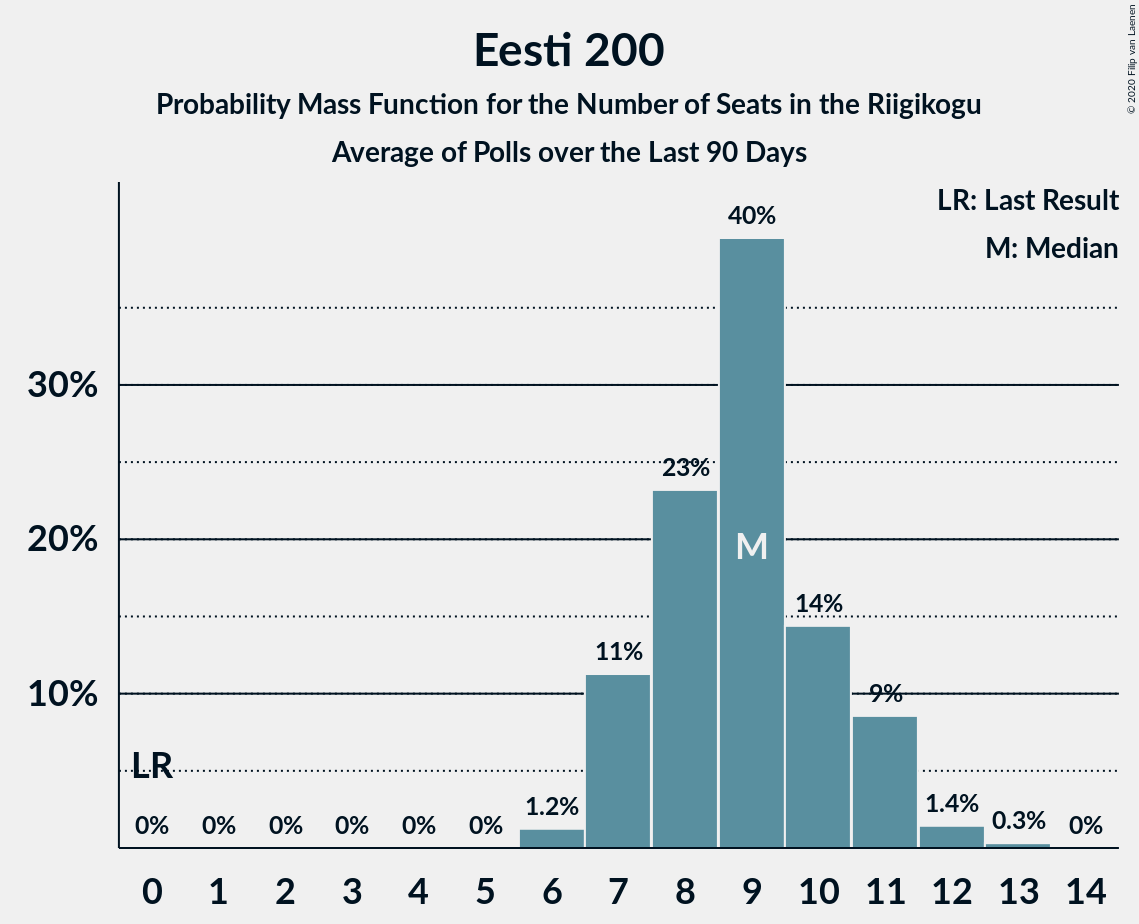 Eesti 200
Probability Mass Function for the Number of Seats in the Riigikogu
Average of Polls over the Last 90 Days
© 2020 Filip van Laenen
LR: Last Result
M: Median
40%
30%
23%
20%
M
14%
11%
10%
9%
LR
0% 0% 0% 0% 0% 0% 1.2% 1.4% 0.3% 0%
0 1 2 3 4 5 6 7 8 9 10 11 12 13 14